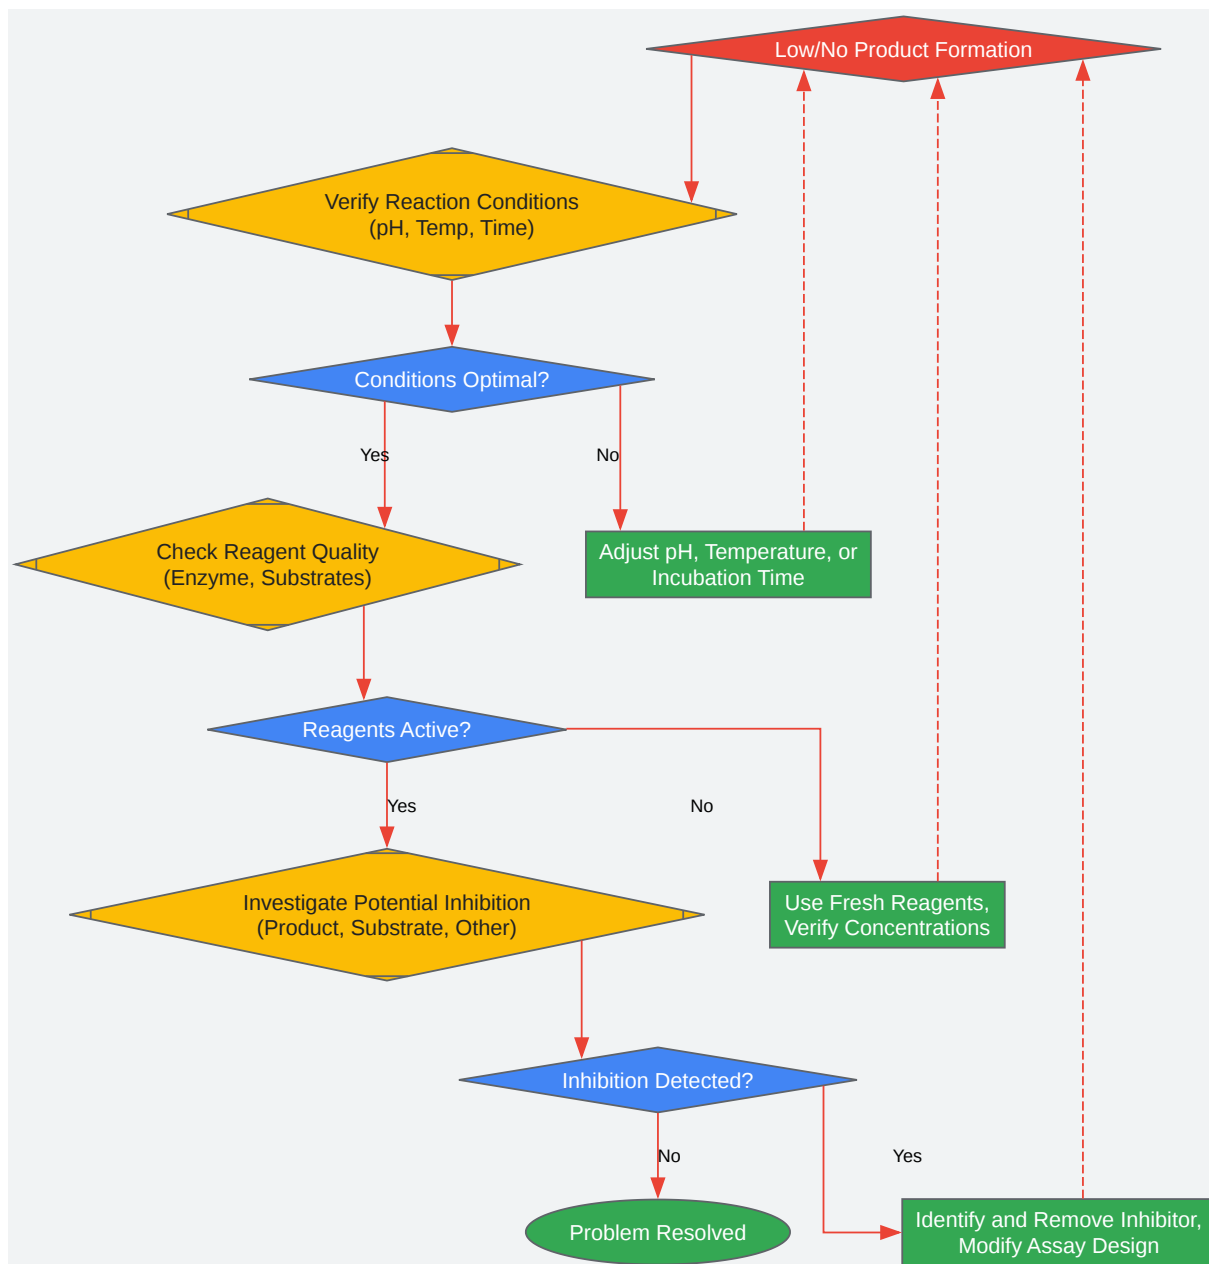 Low/No Product Formation
Verify Reaction Conditions
(pH, Temp, Time)
Conditions Optimal?
Yes
No
Check Reagent Quality
(Enzyme, Substrates)
Adjust pH, Temperature, or
Incubation Time
Reagents Active?
Yes
No
Investigate Potential Inhibition
(Product, Substrate, Other)
Use Fresh Reagents,
Verify Concentrations
Inhibition Detected?
No
Yes
Problem Resolved
Identify and Remove Inhibitor,
Modify Assay Design